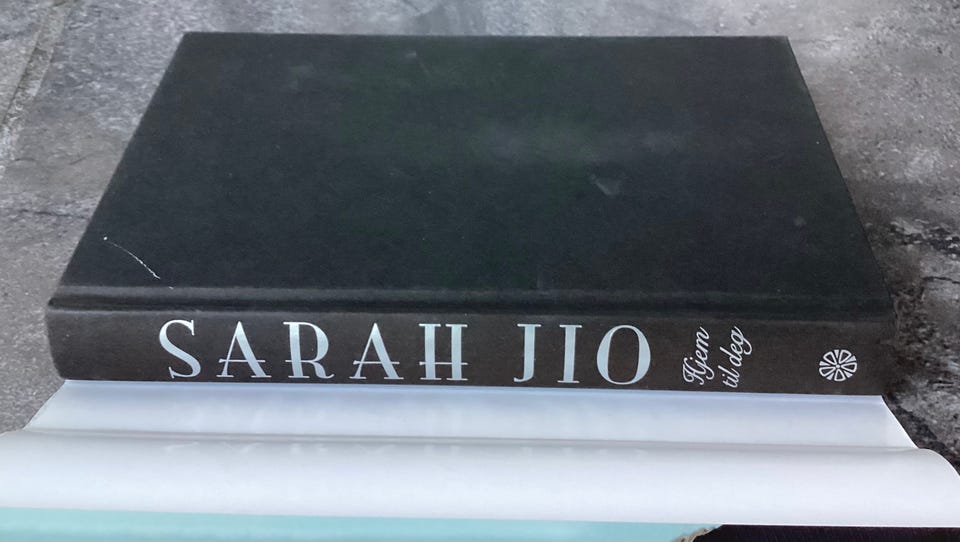 SARAH JIO
Hjem
til deg